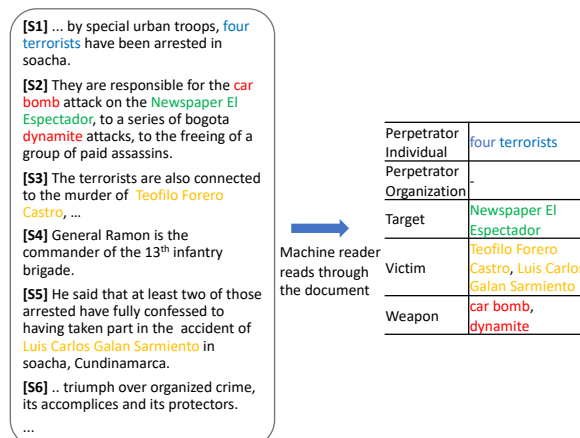 [S1] ... by special urban troops, four
terrorists have been arrested in
soacha.
[S2] They are responsible for the car
bomb attack on the Newspaper El
Espectador, to a series of bogota
dynamite attacks, to the freeing of a
group of paid assassins.
[S3] The terrorists are also connected
to the murder of Teofilo Forero
Castro, ...
[S4] General Ramon is the
commander of the 13th infantry
brigade.
[S5] He said that at least two of those
arrested have fully confessed to
having taken part in the accident of
Luis Carlos Galan Sarmiento in
soacha, Cundinamarca.
[S6] .. triumph over organized crime,
its accomplices and its protectors.
...
Machine reader
reads through
the document
Perpetrator
Individual
four terrorists
Perpetrator
Organization
-
Target
Newspaper El
Espectador
Victim
Teofilo Forero
Castro, Luis Carlos
Galan Sarmiento
Weapon
car bomb,
dynamite